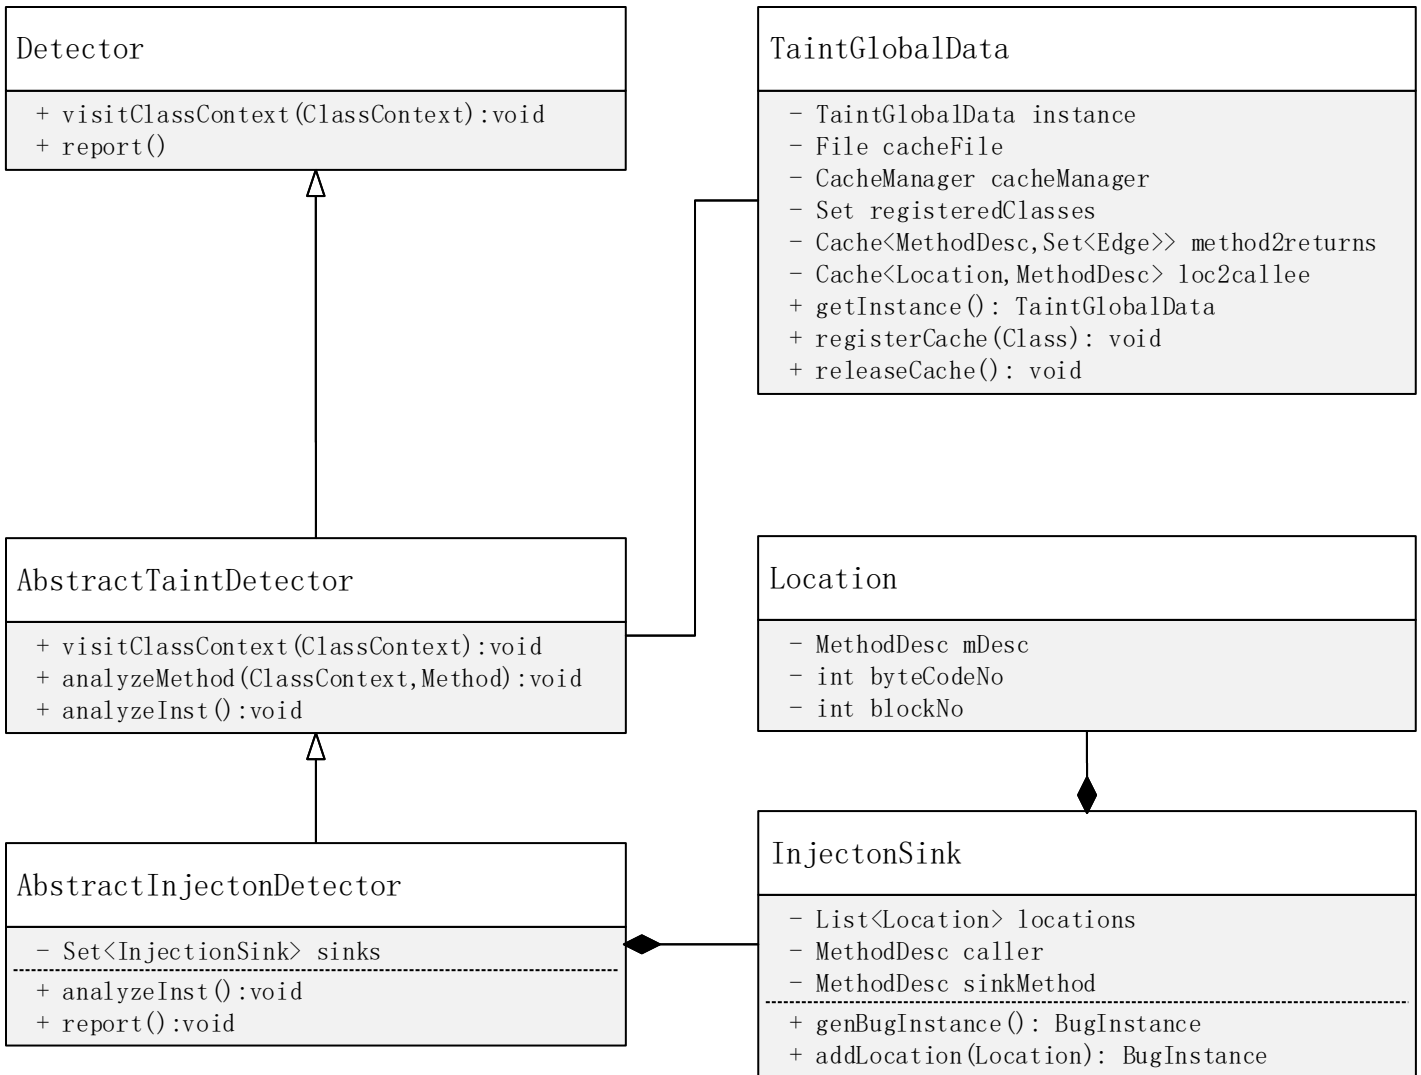 Detector
+ visitClassContext(ClassContext):void
+ report()
TaintGlobalData
- TaintGlobalData instance
- File cacheFile
- CacheManager cacheManager
- Set registeredClasses
- Cache<MethodDesc,Set<Edge>> method2returns
- Cache<Location,MethodDesc> loc2callee
+ getInstance(): TaintGlobalData
+ registerCache(Class): void
+ releaseCache(): void
AbstractTaintDetector
+ visitClassContext(ClassContext):void
+ analyzeMethod(ClassContext,Method):void
+ analyzeInst():void
Location
- MethodDesc mDesc
- int byteCodeNo
- int blockNo
AbstractInjectonDetector
- Set<InjectionSink> sinks
+ analyzeInst():void
+ report():void
InjectonSink
- List<Location> locations
- MethodDesc caller
- MethodDesc sinkMethod
+ genBugInstance(): BugInstance
+ addLocation(Location): BugInstance